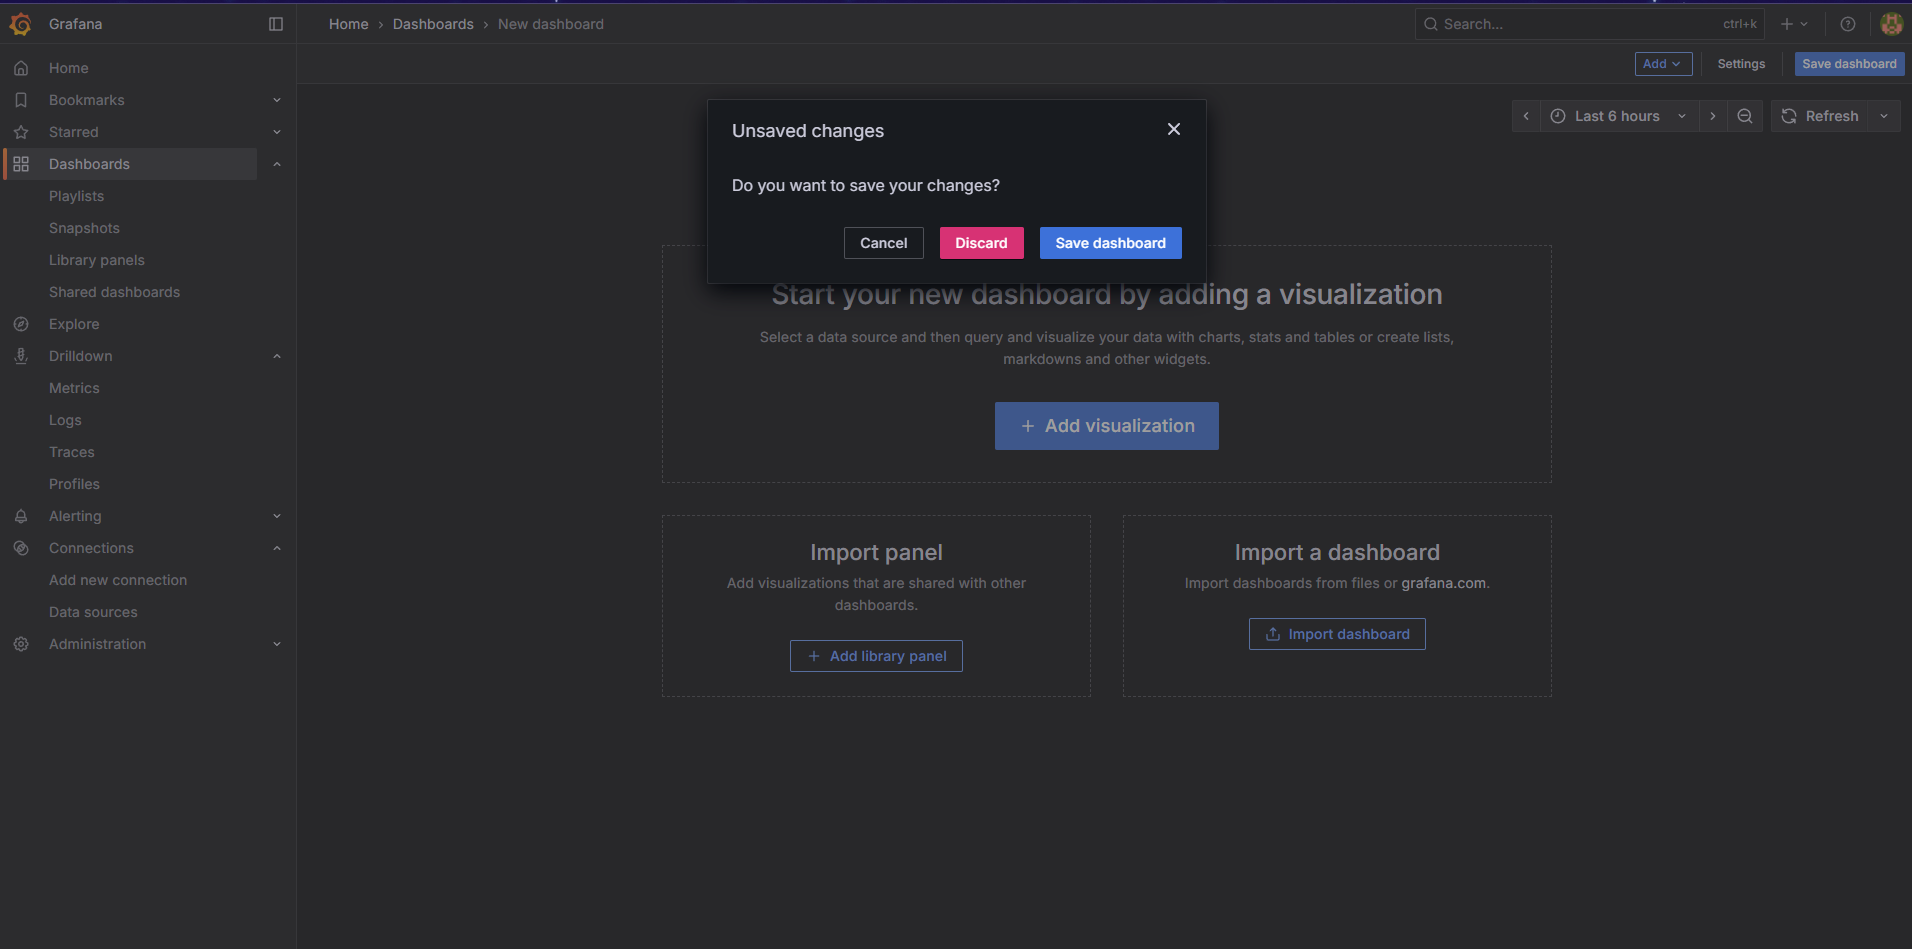 Grafana
Home › Dashboards › New dashboard
Search...
ctrl+k
Add
Settings
Save dashboard
Home
Bookmarks
Starred
Dashboards
Playlists
Snapshots
Library panels
Shared dashboards
Explore
Drilldown
Metrics
Logs
Traces
Profiles
Alerting
Connections
Add new connection
Data sources
Administration
Last 6 hours
Refresh
Unsaved changes
Do you want to save your changes?
Cancel
Discard
Save dashboard
Start your new dashboard by adding a visualization
Select a data source and then query and visualize your data with charts, stats and tables or create lists,
markdowns and other widgets.
+ Add visualization
Import panel
Add visualizations that are shared with other
dashboards.
+ Add library panel
Import a dashboard
Import dashboards from files or grafana.com.
Import dashboard